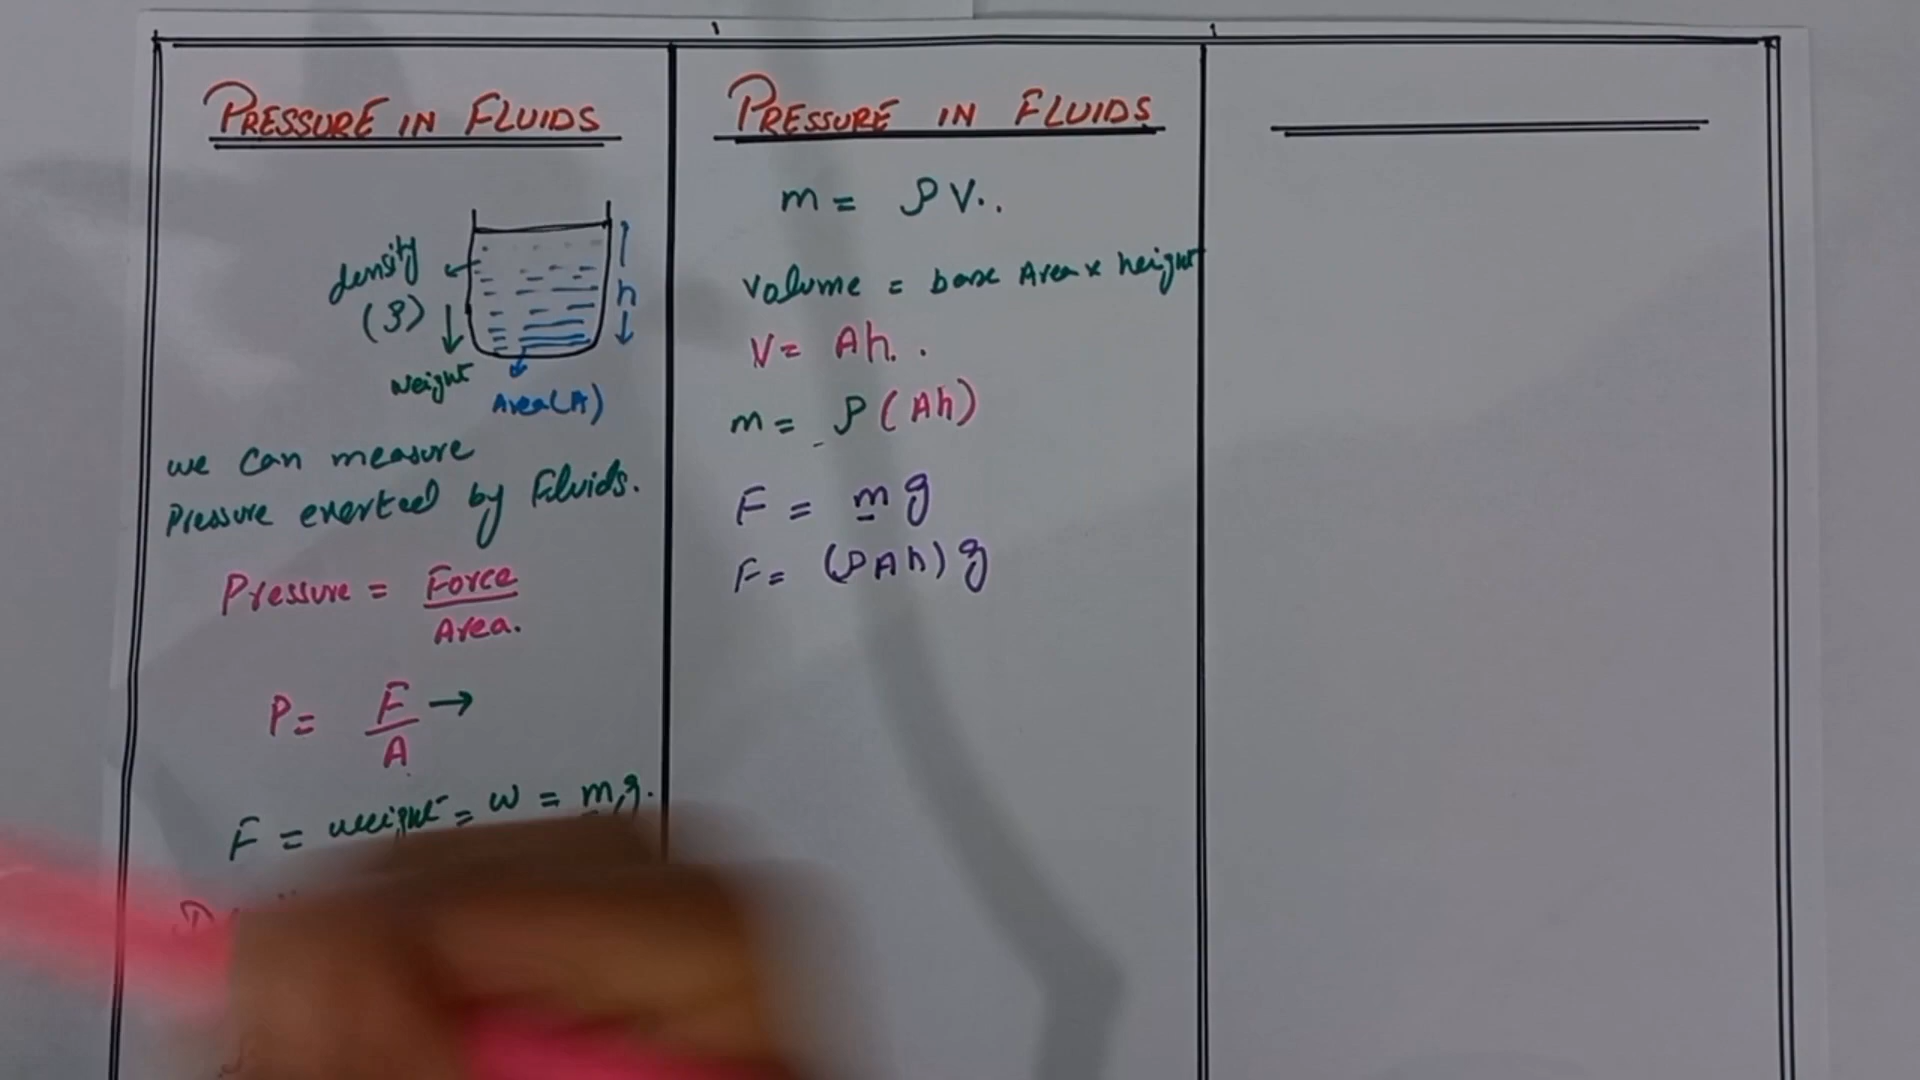 PRESSURE IN FLUIDS
density
(ρ)
h
weight
Area(A)
we can measure
Pressure exerted by Fluids.
Pressure = Force
Area.
P= F →
A
F = weight = w = mg.
PRESSURE IN FLUIDS
m = ρV..
volume = base Area x height
V= Ah. .
m= ρ(Ah)
F = mg
F= (ρAh)g